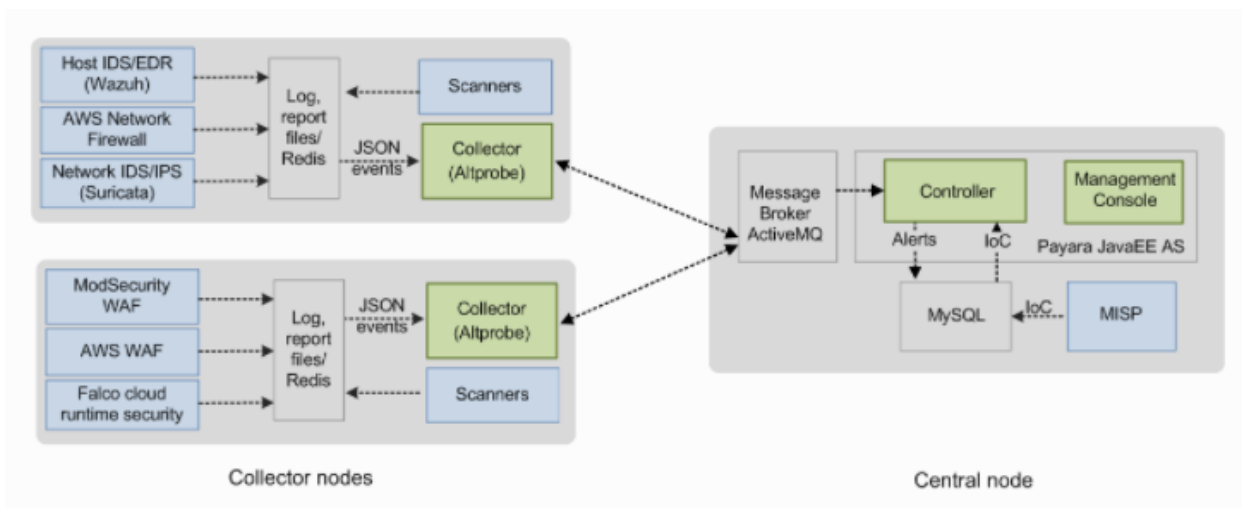 Host IDS/EDR
(Wazuh)
AWS Network
Firewall
Network IDS/IPS
(Suricata)
Log,
report
files/
Redis
JSON
events
Scanners
Collector
(Altprobe)
ModSecurity
WAF
AWS WAF
Falco cloud
runtime security
Log,
report
files/
Redis
JSON
events
Collector
(Altprobe)
Scanners
Collector nodes
Message
Broker
ActiveMQ
Controller
Management
Console
Alerts
IoC
Payara JavaEE AS
MySQL
IoC
MISP
Central node